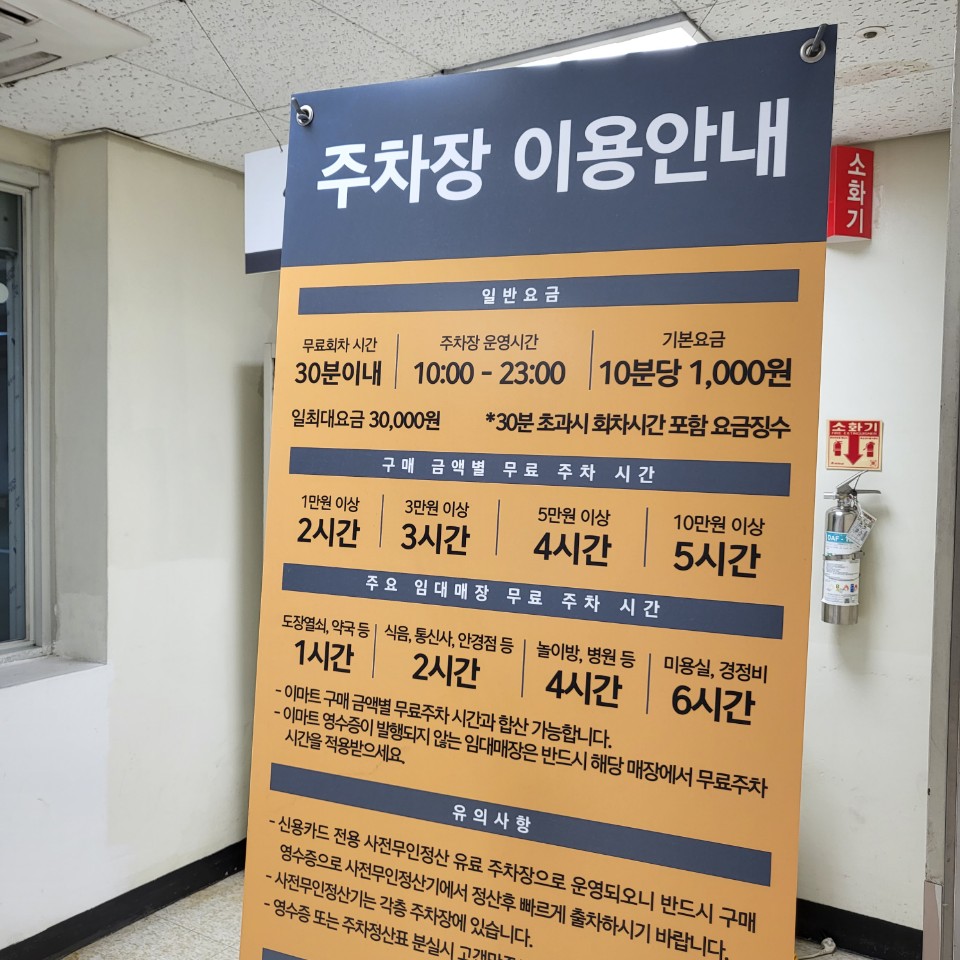 주차장 이용안내
소화기
일반요금
무료회차 시간
30분이내
주차장 운영시간
10:00 - 23:00
기본요금
10분당 1,000원
일최대요금 30,000원
*30분 초과시 회차시간 포함 요금징수
구매 금액별 무료 주차 시간
1만원 이상
2시간
3만원 이상
3시간
5만원 이상
4시간
10만원 이상
5시간
주요 임대매장 무료 주차 시간
도장열쇠, 약국 등
1시간
식음, 통신사, 안경점 등
2시간
놀이방, 병원 등
4시간
미용실, 경정비
6시간
- 이마트 구매 금액별 무료주차 시간과 합산 가능합니다.
- 이마트 영수증이 발행되지 않는 임대매장은 반드시 해당 매장에서 무료주차
시간을 적용받으세요.
유의사항
- 신용카드 전용 사전무인정산 유료 주차장으로 운영되오니 반드시 구매
영수증으로 사전무인정산기에서 정산후 빠르게 출차하시기 바랍니다.
- 사전무인정산기는 각층 주차장에 있습니다.
- 영수증 또는 주차정산표 분실시
소화기
FIRE EXTINGUISHER